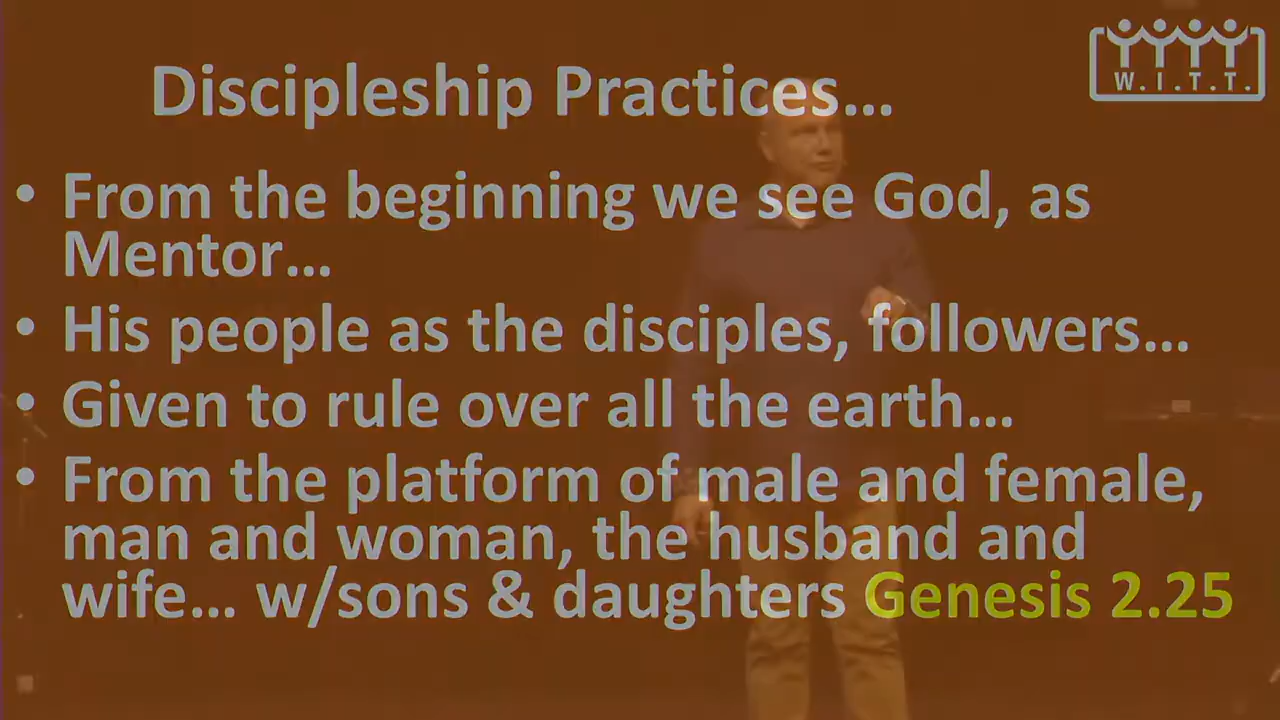 W.I.T.T.
Discipleship Practices...
• From the beginning we see God, as
Mentor...
• His people as the disciples, followers...
• Given to rule over all the earth...
• From the platform of male and female,
man and woman, the husband and
wife... w/sons & daughters Genesis 2.25